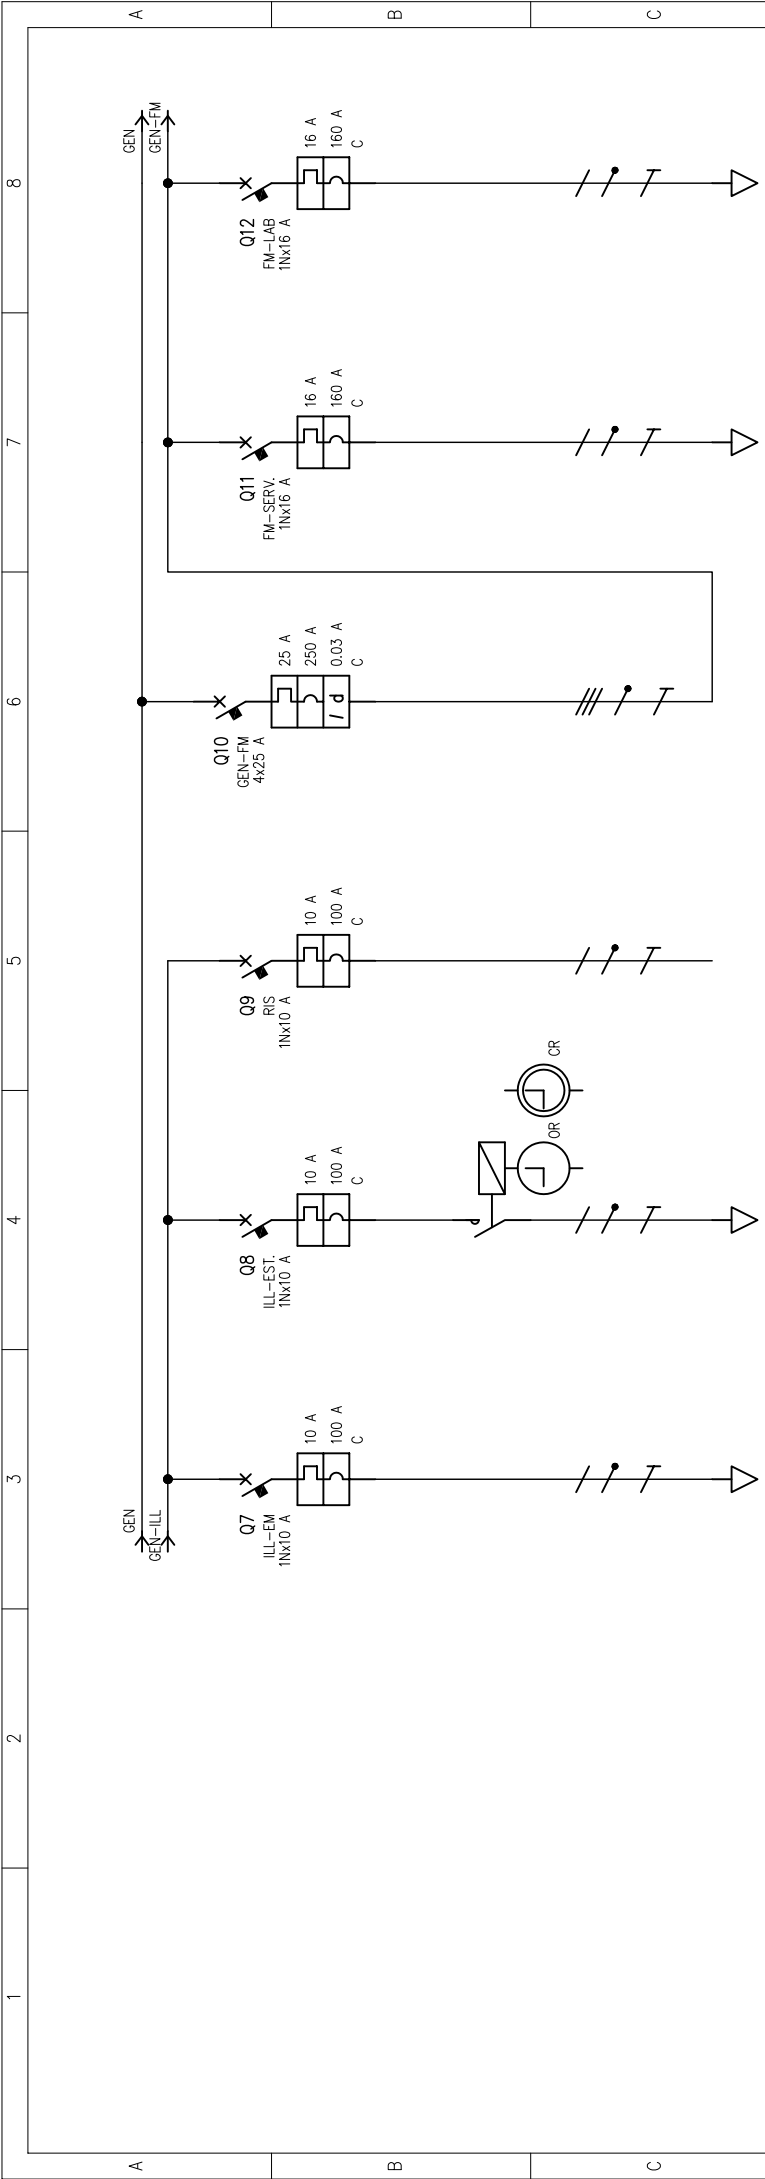 1
2
3
4
5
6
7
8
A
A
B
B
C
C
GEN
GEN-ILL
Q7
ILL-EM
1Nx10 A
10 A
100 A
C
Q8
ILL-EST.
1Nx10 A
10 A
100 A
C
OR
CR
Q9
RIS
1Nx10 A
10 A
100 A
C
Q10
GEN-FM
4x25 A
25 A
250 A
0.03 A
C
I d
Q11
FM-SERV.
1Nx16 A
16 A
160 A
C
Q12
FM-LAB
1Nx16 A
16 A
160 A
C
GEN
GEN-FM